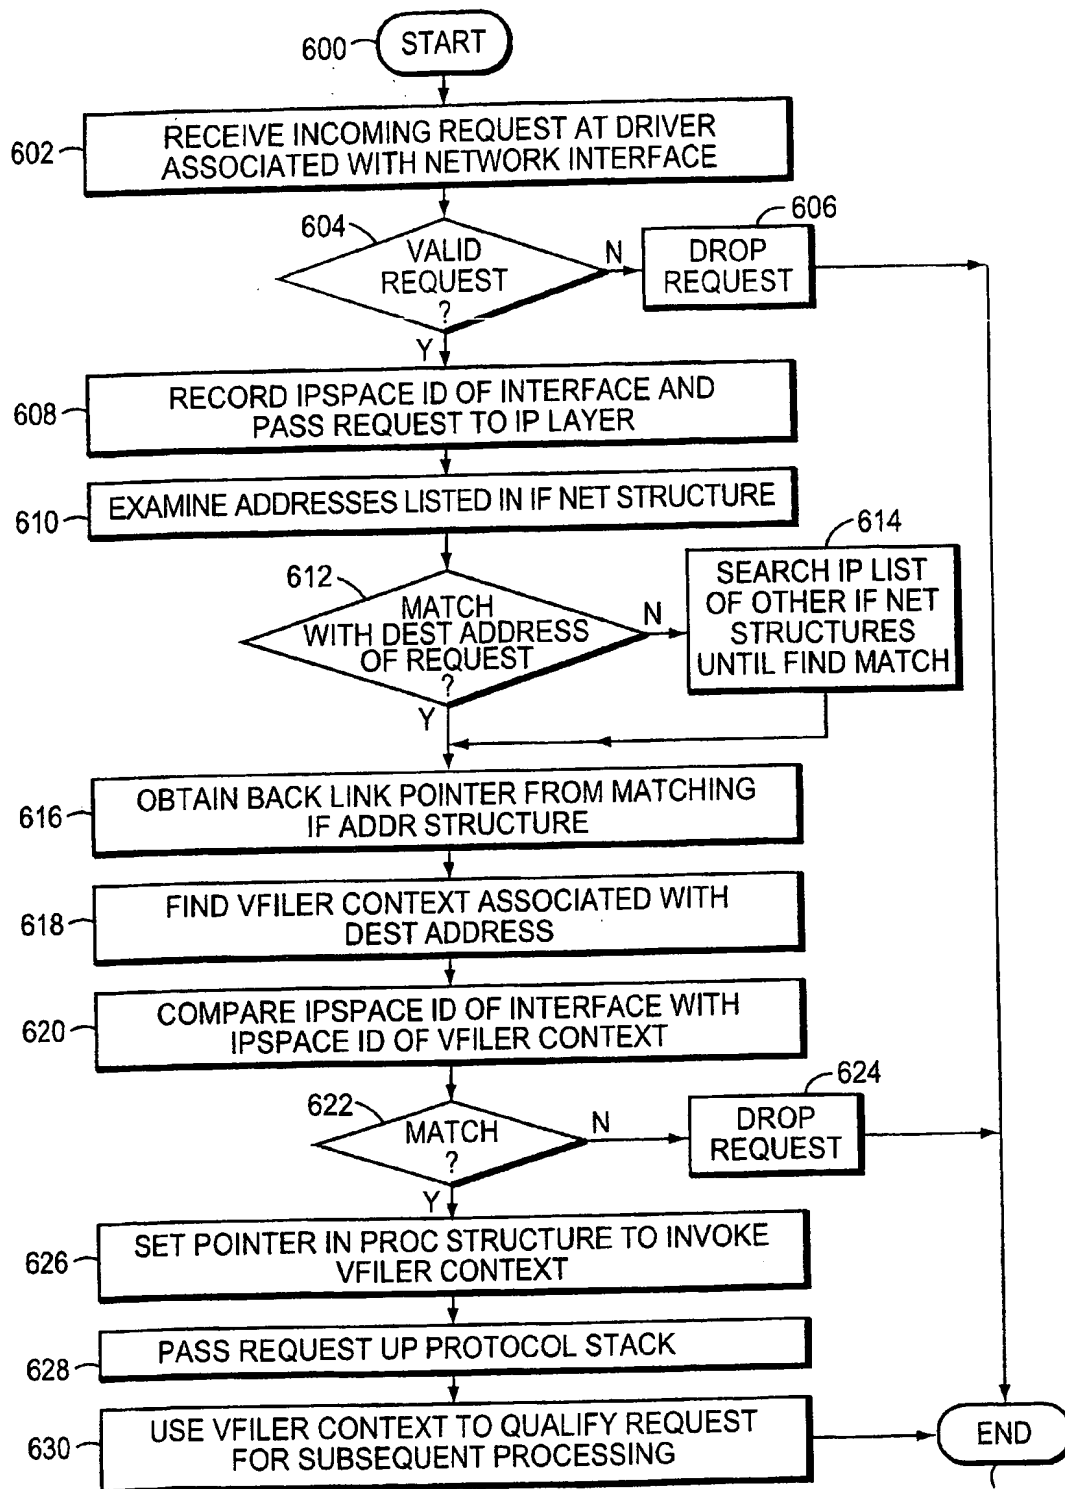 600
START
602
RECEIVE INCOMING REQUEST AT DRIVER
ASSOCIATED WITH NETWORK INTERFACE
604
VALID
REQUEST
?
N
606
DROP
REQUEST
Y
608
RECORD IPSPACE ID OF INTERFACE AND
PASS REQUEST TO IP LAYER
610
EXAMINE ADDRESSES LISTED IN IF NET STRUCTURE
612
MATCH
WITH DEST ADDRESS
OF REQUEST
?
N
614
SEARCH IP LIST
OF OTHER IF NET
STRUCTURES
UNTIL FIND MATCH
Y
616
OBTAIN BACK LINK POINTER FROM MATCHING
IF ADDR STRUCTURE
618
FIND VFILER CONTEXT ASSOCIATED WITH
DEST ADDRESS
620
COMPARE IPSPACE ID OF INTERFACE WITH
IPSPACE ID OF VFILER CONTEXT
622
MATCH
?
N
624
DROP
REQUEST
Y
626
SET POINTER IN PROC STRUCTURE TO INVOKE
VFILER CONTEXT
628
PASS REQUEST UP PROTOCOL STACK
630
USE VFILER CONTEXT TO QUALIFY REQUEST
FOR SUBSEQUENT PROCESSING
END